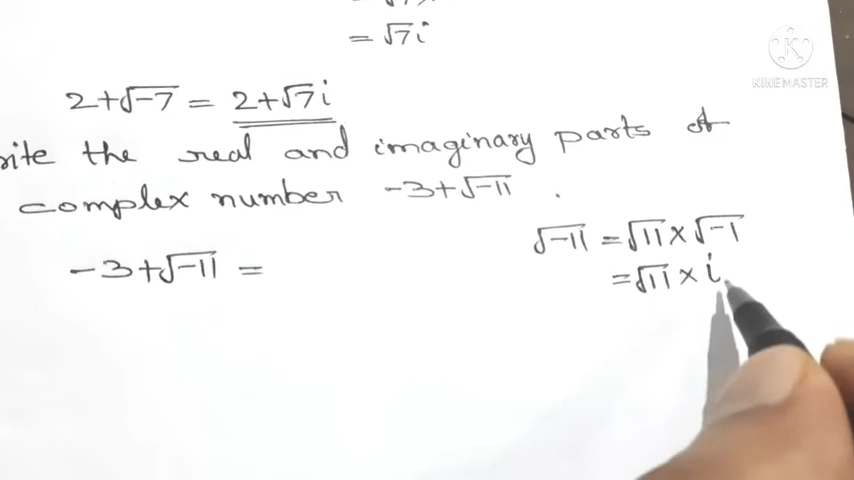 = √7 i
KINEMASTER
2+√-7 = 2+√7 i
the real and imaginary parts of
complex number -3+√-11 .
√-11 = √11 × √-1
-3+√-11 =
= √11 × i